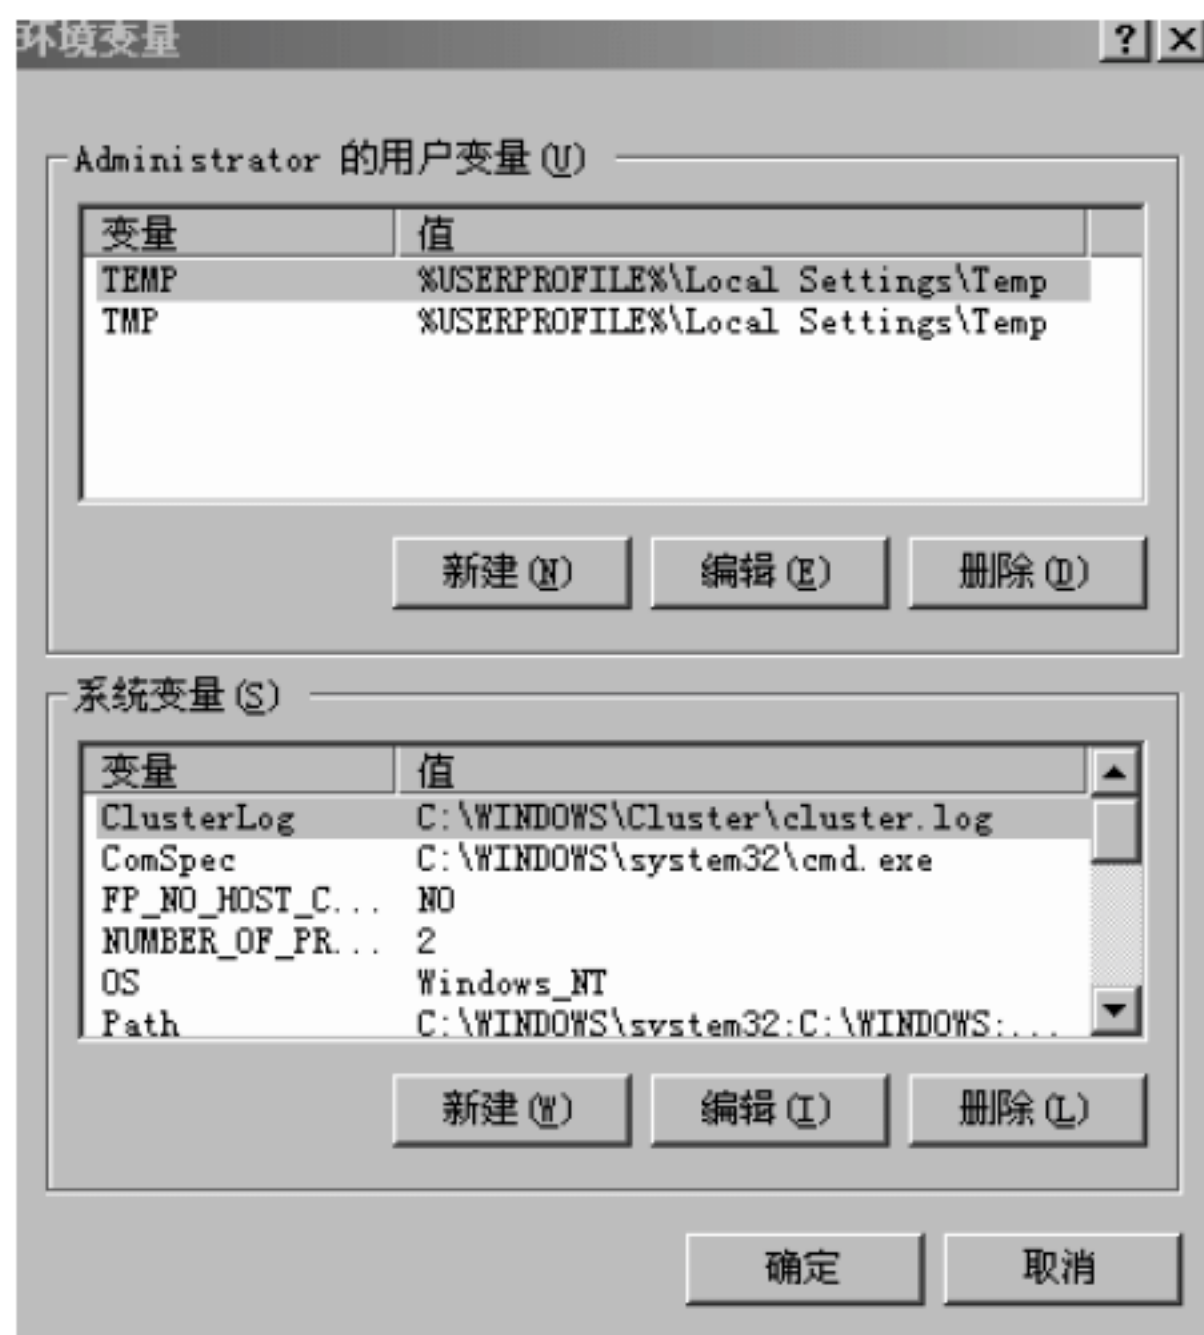 环境变量
Administrator 的用户变量(U)
变量 值
TEMP %USERPROFILE%\Local Settings\Temp
TMP %USERPROFILE%\Local Settings\Temp
新建(N) 编辑(E) 删除(D)
系统变量(S)
变量 值
ClusterLog C:\WINDOWS\Cluster\cluster.log
ComSpec C:\WINDOWS\system32\cmd.exe
FP_NO_HOST_C... NO
NUMBER_OF_PR... 2
OS Windows_NT
Path C:\WINDOWS\system32;C:\WINDOWS;...
新建(W) 编辑(I) 删除(L)
确定 取消